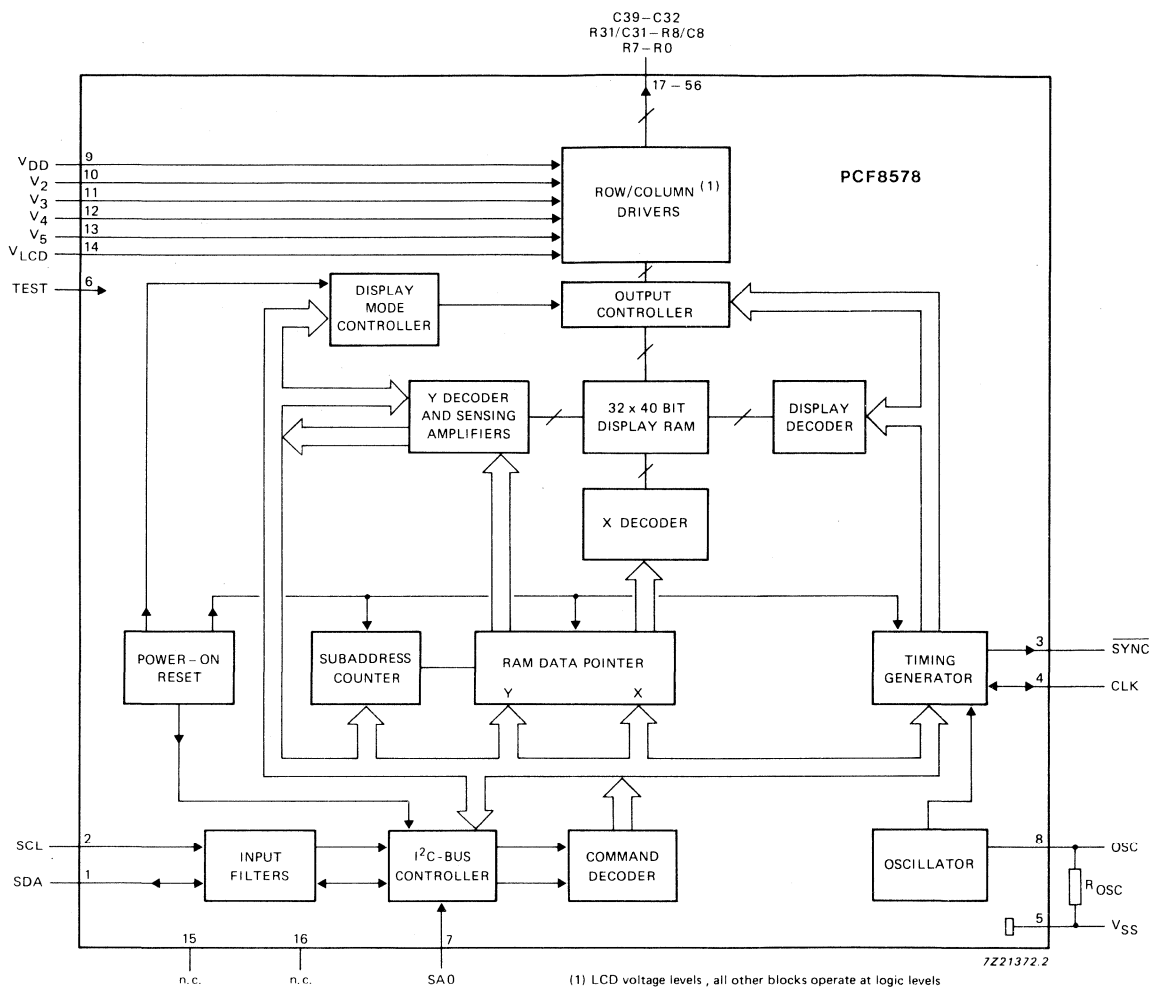 C39–C32
R31/C31–R8/C8
R7–R0
17 – 56
PCF8578
VDD
9
V2
10
V3
11
V4
12
V5
13
VLCD
14
TEST
6
ROW/COLUMN (1)
DRIVERS
DISPLAY
MODE
CONTROLLER
OUTPUT
CONTROLLER
Y DECODER
AND SENSING
AMPLIFIERS
32 x 40 BIT
DISPLAY RAM
DISPLAY
DECODER
X DECODER
POWER – ON
RESET
SUBADDRESS
COUNTER
RAM DATA POINTER
Y X
TIMING
GENERATOR
3
SYNC
4
CLK
SCL
2
SDA
1
INPUT
FILTERS
I²C-BUS
CONTROLLER
COMMAND
DECODER
OSCILLATOR
8
OSC
ROSC
5
VSS
15
n.c.
16
n.c.
7
SA0
7Z21372.2
(1) LCD voltage levels , all other blocks operate at logic levels